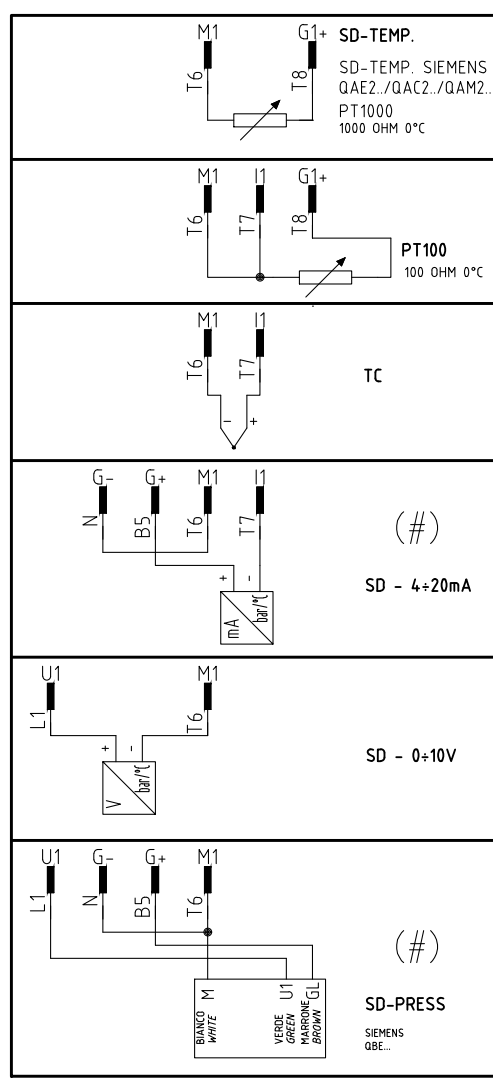 M1 G1+ SD-TEMP.
T6 T8
SD-TEMP. SIEMENS
QAE2../QAC2../QAM2..
PT1000
1000 OHM 0°C
M1 I1 G1+
T6 T7 T8
PT100
100 OHM 0°C
M1 I1
T6 T7
TC
- +
G- G+ M1 I1
N B5 T6 T7
(#)
+ -
mA bar/°C
SD - 4÷20mA
U1 M1
L1 T6
+ -
V bar/°C
SD - 0÷10V
U1 G- G+ M1
L1 N B5 T6
(#)
M U1 GL
BIANCO
WHITE
VERDE
GREEN
MARRONE
BROWN
SD-PRESS
SIEMENS
QBE...